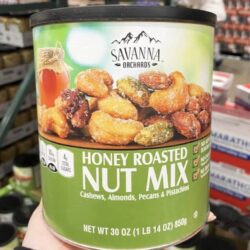 SAVANNA
ORCHARDS
HONEY ROASTED
NUT MIX
Cashews, Almonds, Pecans & Pistachios
NET WT 30 OZ (1 LB 14 OZ) 850g
MARATHON